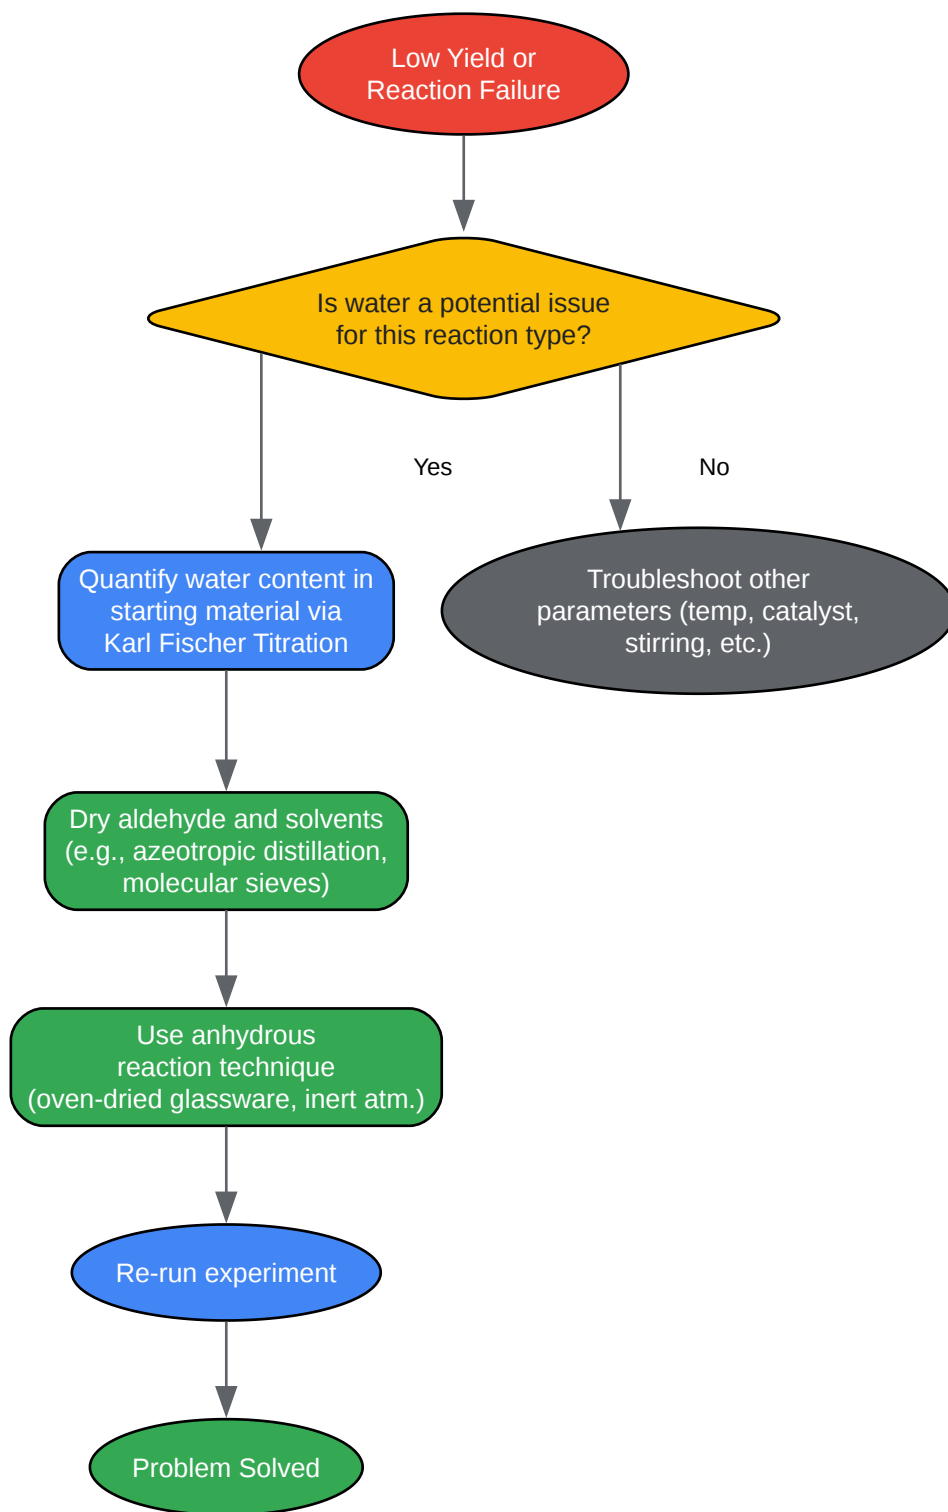 Low Yield or
Reaction Failure
Is water a potential issue
for this reaction type?
Yes
No
Quantify water content in
starting material via
Karl Fischer Titration
Troubleshoot other
parameters (temp, catalyst,
stirring, etc.)
Dry aldehyde and solvents
(e.g., azeotropic distillation,
molecular sieves)
Use anhydrous
reaction technique
(oven-dried glassware, inert atm.)
Re-run experiment
Problem Solved